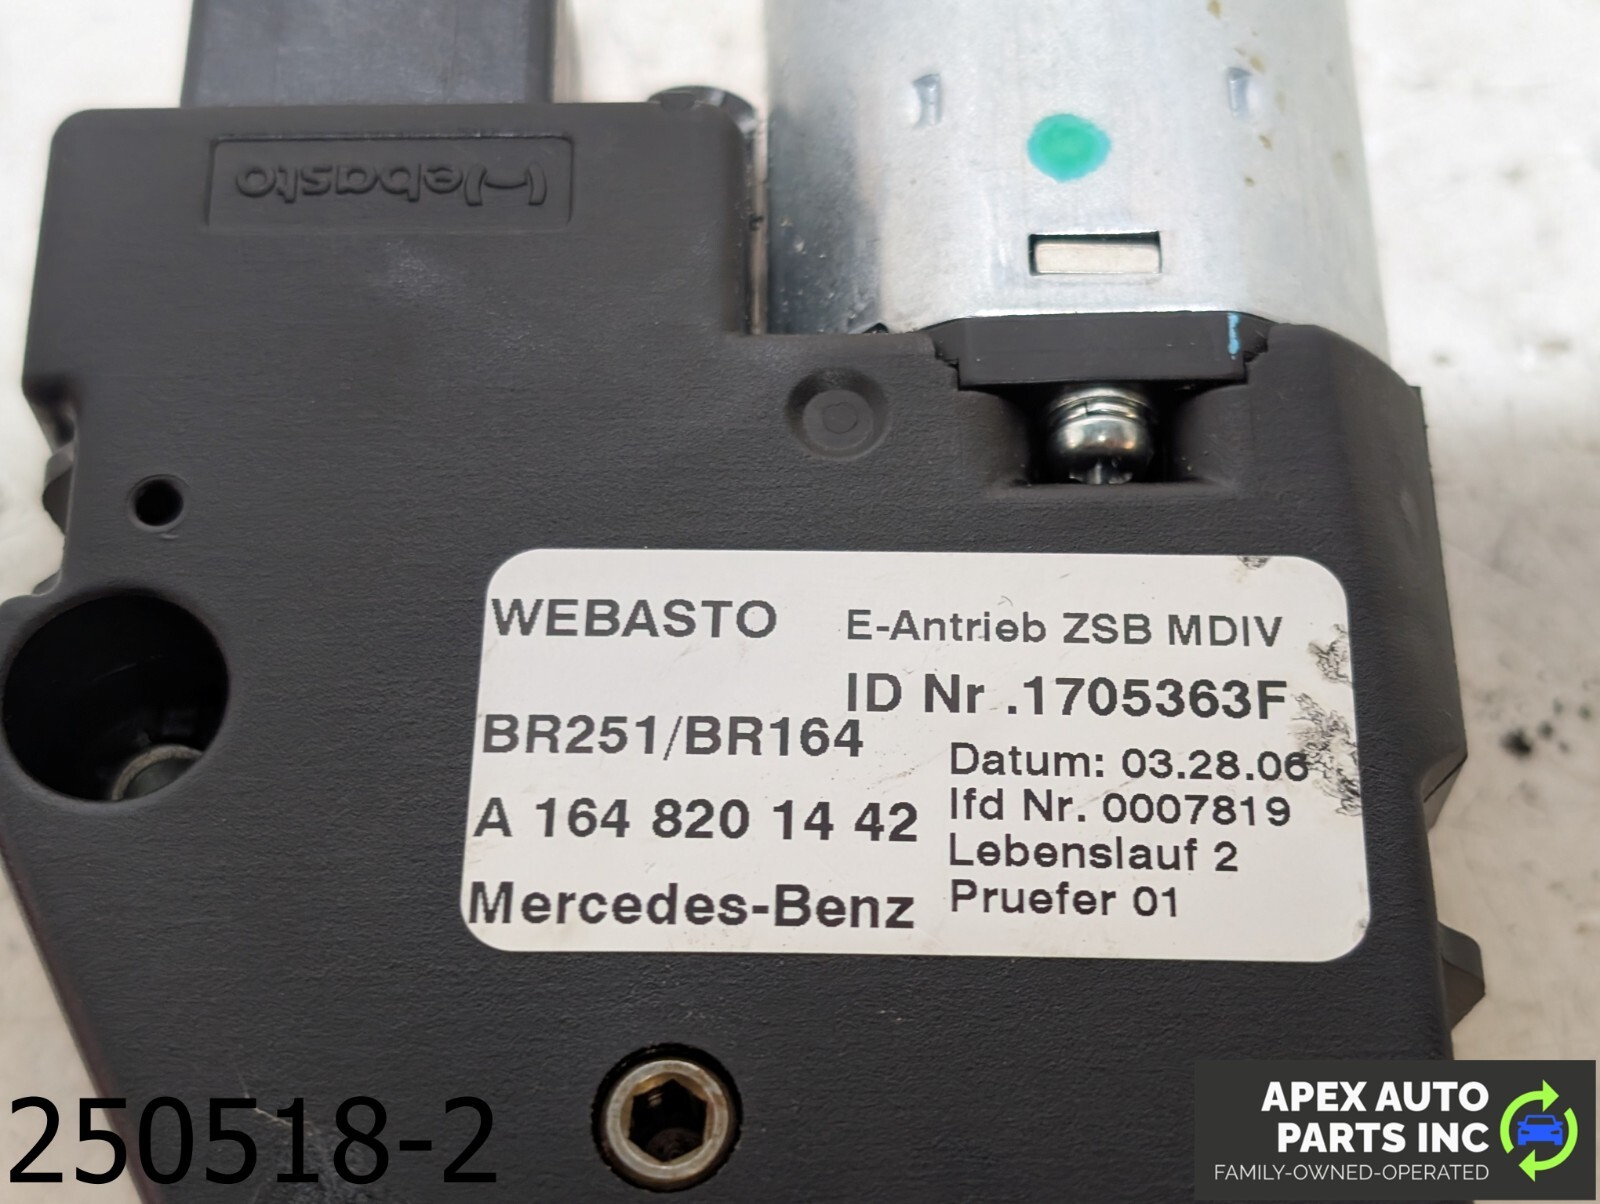 Webasto
D
WEBASTO
E-Antrieb ZSB MDIV
ID Nr .1705363F
BR251/BR164
Datum: 03.28.06
A 164 820 14 42
lfd Nr. 0007819
Lebenslauf 2
Mercedes-Benz
Pruefer 01
250518-2
APEX AUTO
PARTS INC
FAMILY-OWNED-OPERATED